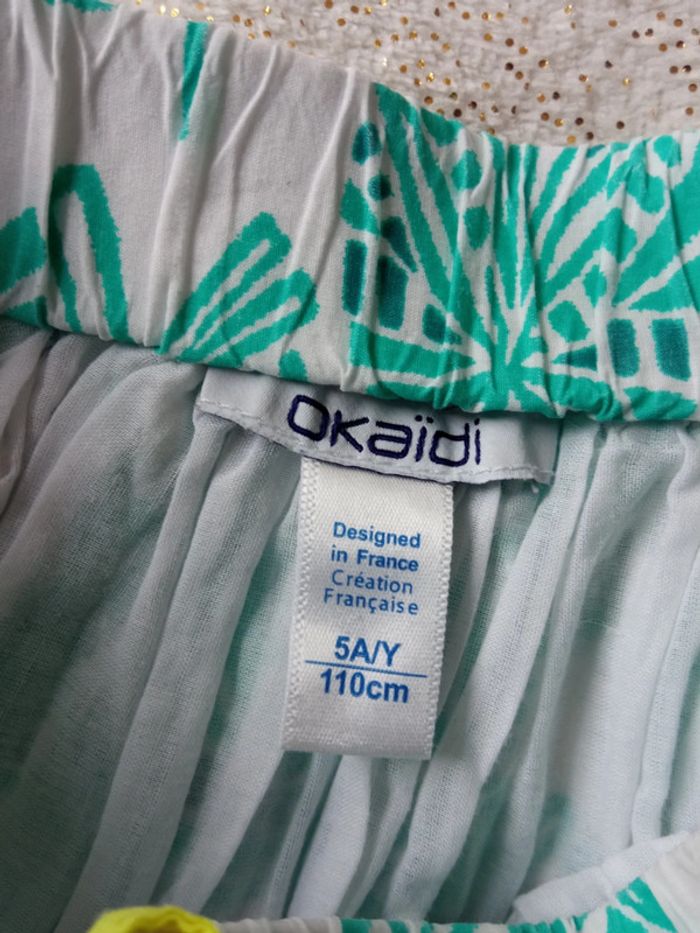 Okaïdi
Designed
in France
Création
Française
5A/Y
110cm